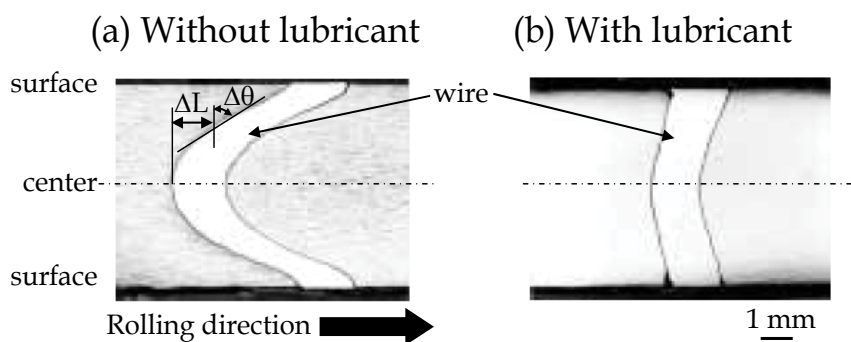 (a) Without lubricant
(b) With lubricant
surface
ΔL
Δθ
wire
center
surface
Rolling direction
1 mm